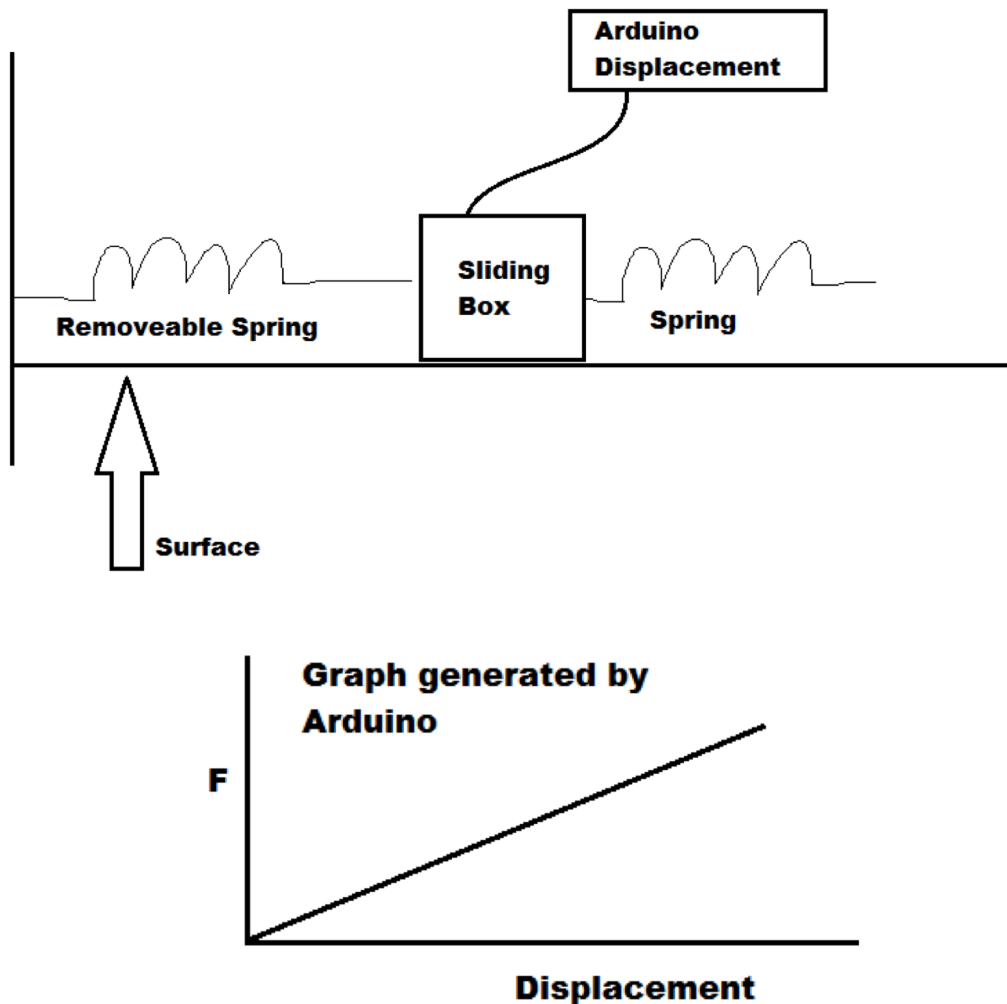 Arduino
Displacement
Sliding
Box
Removeable Spring
Spring
Surface
Graph generated by
Arduino
F
Displacement